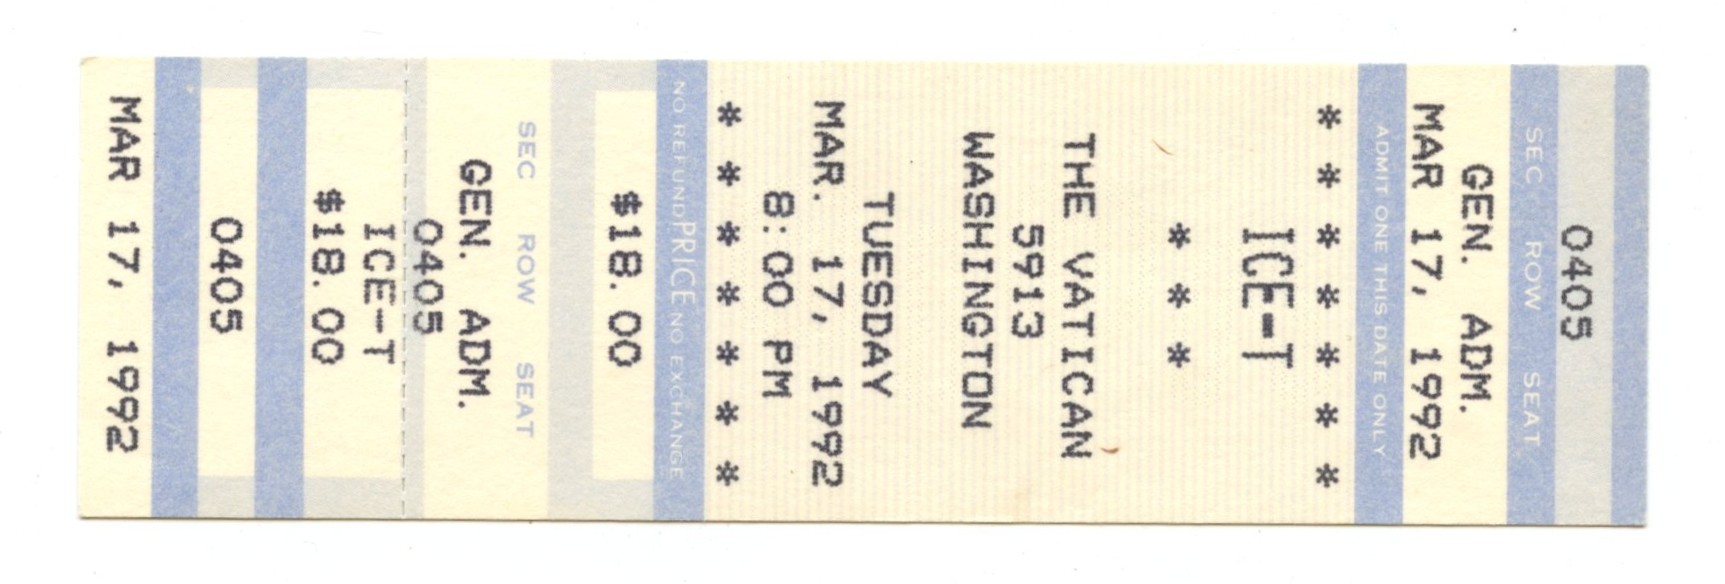 0405
SEC ROW SEAT
GEN. ADM.
MAR 17, 1992
ADMIT ONE THIS DATE ONLY
* * * * * * *
ICE-T
* * *
THE VATICAN
5913
WASHINGTON
TUESDAY
MAR. 17, 1992
8:00 PM
* * * * * * *
NO REFUND PRICE NO EXCHANGE
$18.00
SEC ROW SEAT
GEN. ADM.
0405
ICE-T
$18.00
0405
MAR 17, 1992